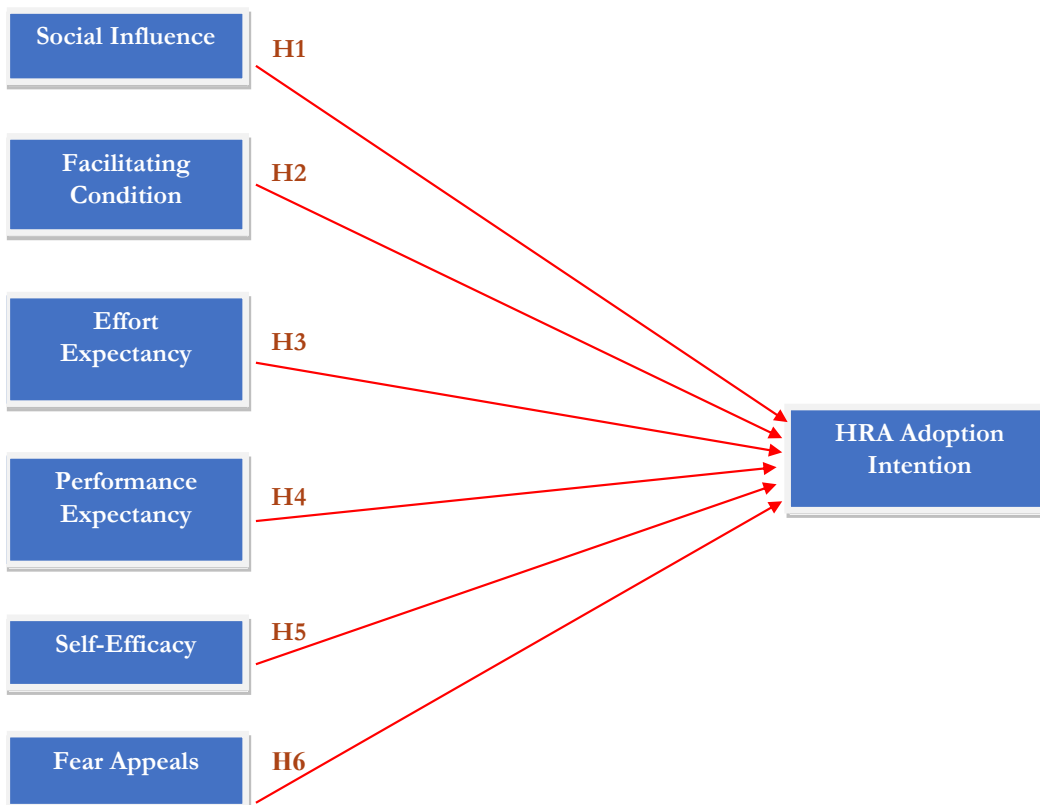 Social Influence
H1
Facilitating
Condition
H2
Effort
Expectancy
H3
HRA Adoption
Intention
Performance
Expectancy
H4
Self-Efficacy
H5
Fear Appeals
H6